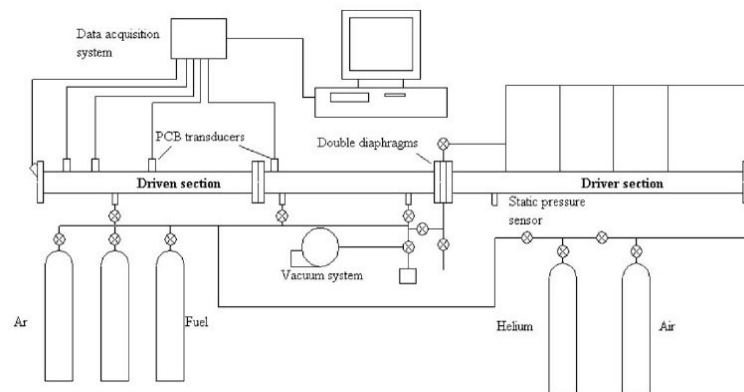 Data acquisition
system
PCB transducers
Double diaphragms
Driven section
Driver section
Static pressure
sensor
Vacuum system
Ar
Fuel
Helium
Air